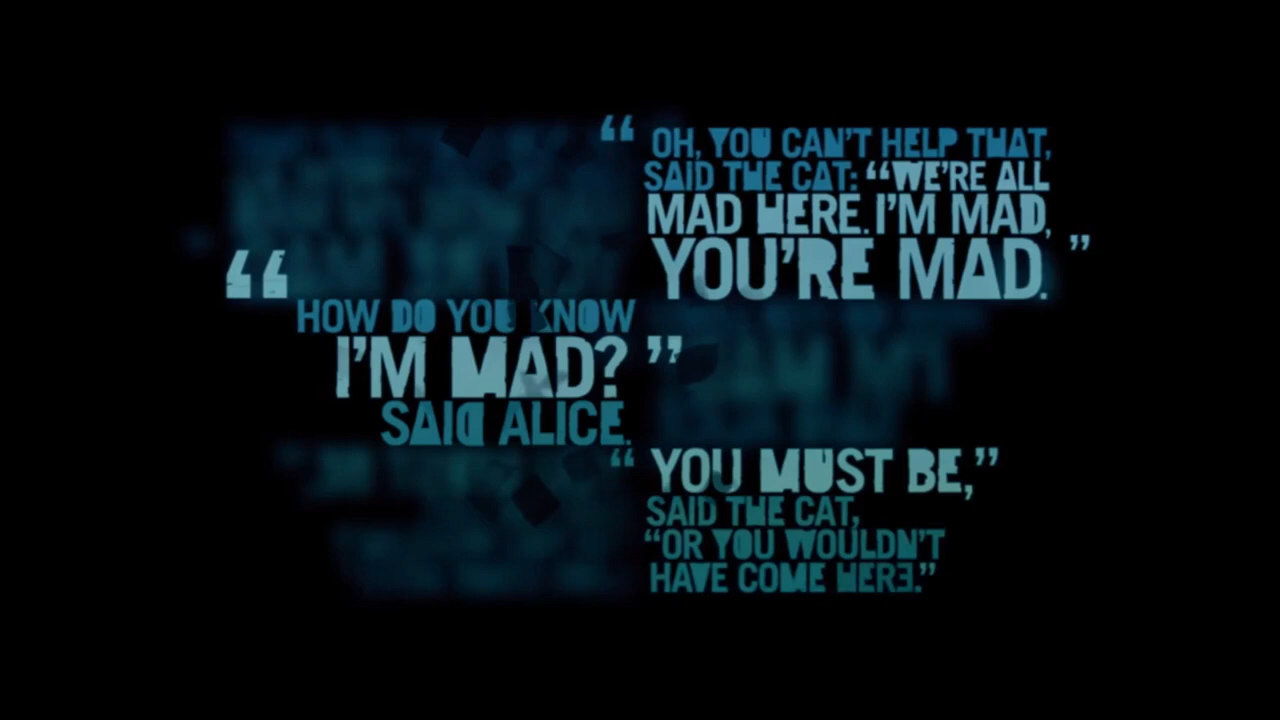 “ OH, YOU CAN’T HELP THAT,
SAID THE CAT: “WE’RE ALL
MAD HERE. I’M MAD,
YOU’RE MAD. ”
“ HOW DO YOU KNOW
I’M MAD? ”
SAID ALICE.
“ YOU MUST BE,”
SAID THE CAT,
“OR YOU WOULDN’T
HAVE COME HERE.”